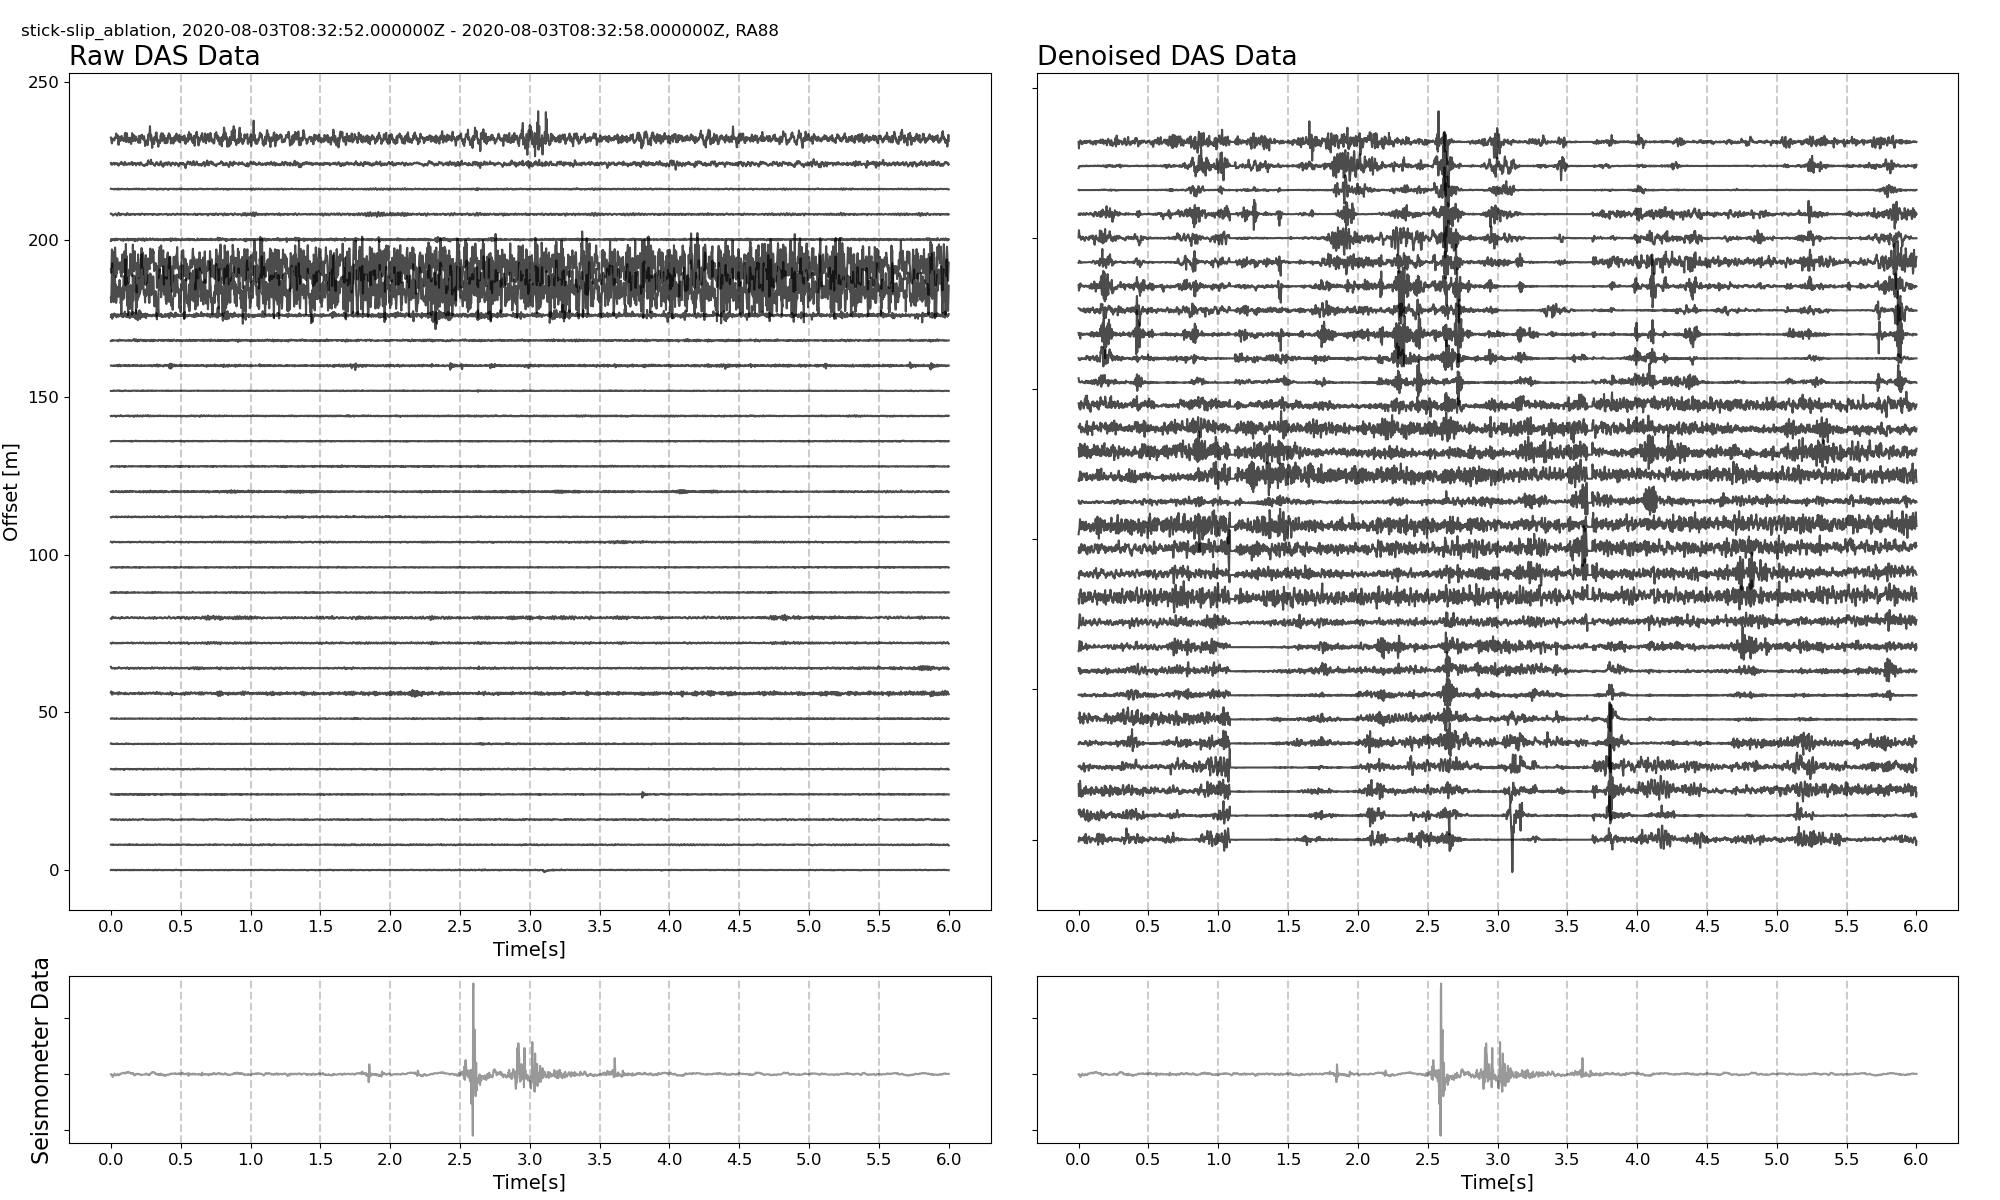 stick-slip_ablation, 2020-08-03T08:32:52.000000Z - 2020-08-03T08:32:58.000000Z, RA88
Raw DAS Data
Denoised DAS Data
Offset [m]
250
200
150
100
50
0
0.0 0.5 1.0 1.5 2.0 2.5 3.0 3.5 4.0 4.5 5.0 5.5 6.0
Time[s]
0.0 0.5 1.0 1.5 2.0 2.5 3.0 3.5 4.0 4.5 5.0 5.5 6.0
Seismometer Data
0.0 0.5 1.0 1.5 2.0 2.5 3.0 3.5 4.0 4.5 5.0 5.5 6.0
Time[s]
0.0 0.5 1.0 1.5 2.0 2.5 3.0 3.5 4.0 4.5 5.0 5.5 6.0
Time[s]